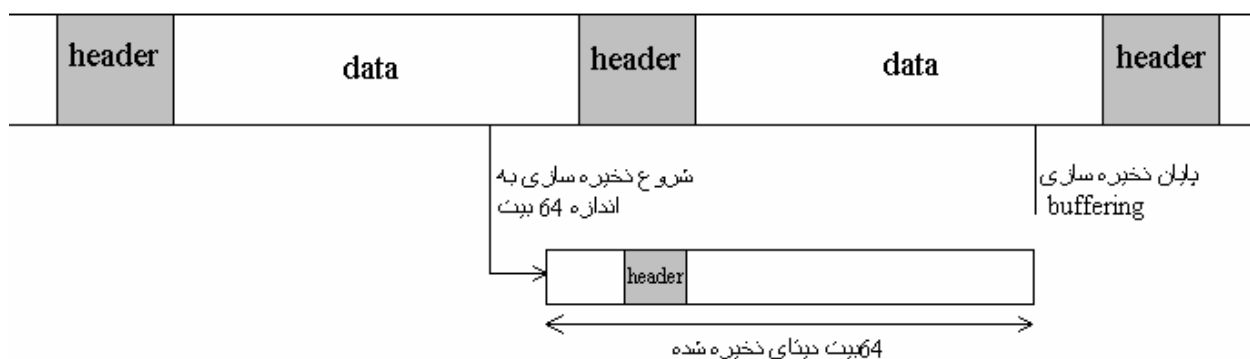 header
data
header
data
header
شروع ذخیره سازی به
اندازه 64 بیت
پایان ذخیره سازی
buffering
header
64بیت دیتای ذخیره شده